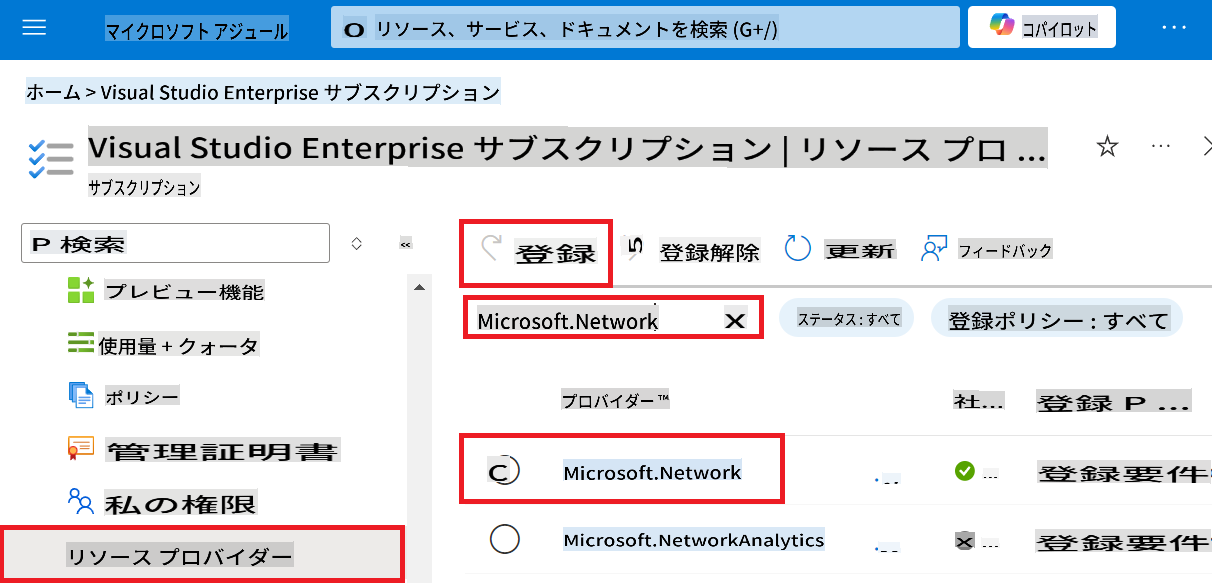 マイクロソフト アジュール
O リソース、サービス、ドキュメントを検索 (G+/)
コパイロット
...
ホーム > Visual Studio Enterprise サブスクリプション
Visual Studio Enterprise サブスクリプション | リソース プロ ...
...
サブスクリプション
P 検索
<<
登録
5 登録解除
更新
フィードバック
プレビュー機能
Microsoft.Network X
ステータス : すべて
登録ポリシー : すべて
使用量 + クォータ
ポリシー
プロバイダー ™
社...
登録 P ...
管理証明書
C Microsoft.Network
...
...
登録要件
私の権限
リソース プロバイダー
Microsoft.NetworkAnalytics
...
X ...
登録要件